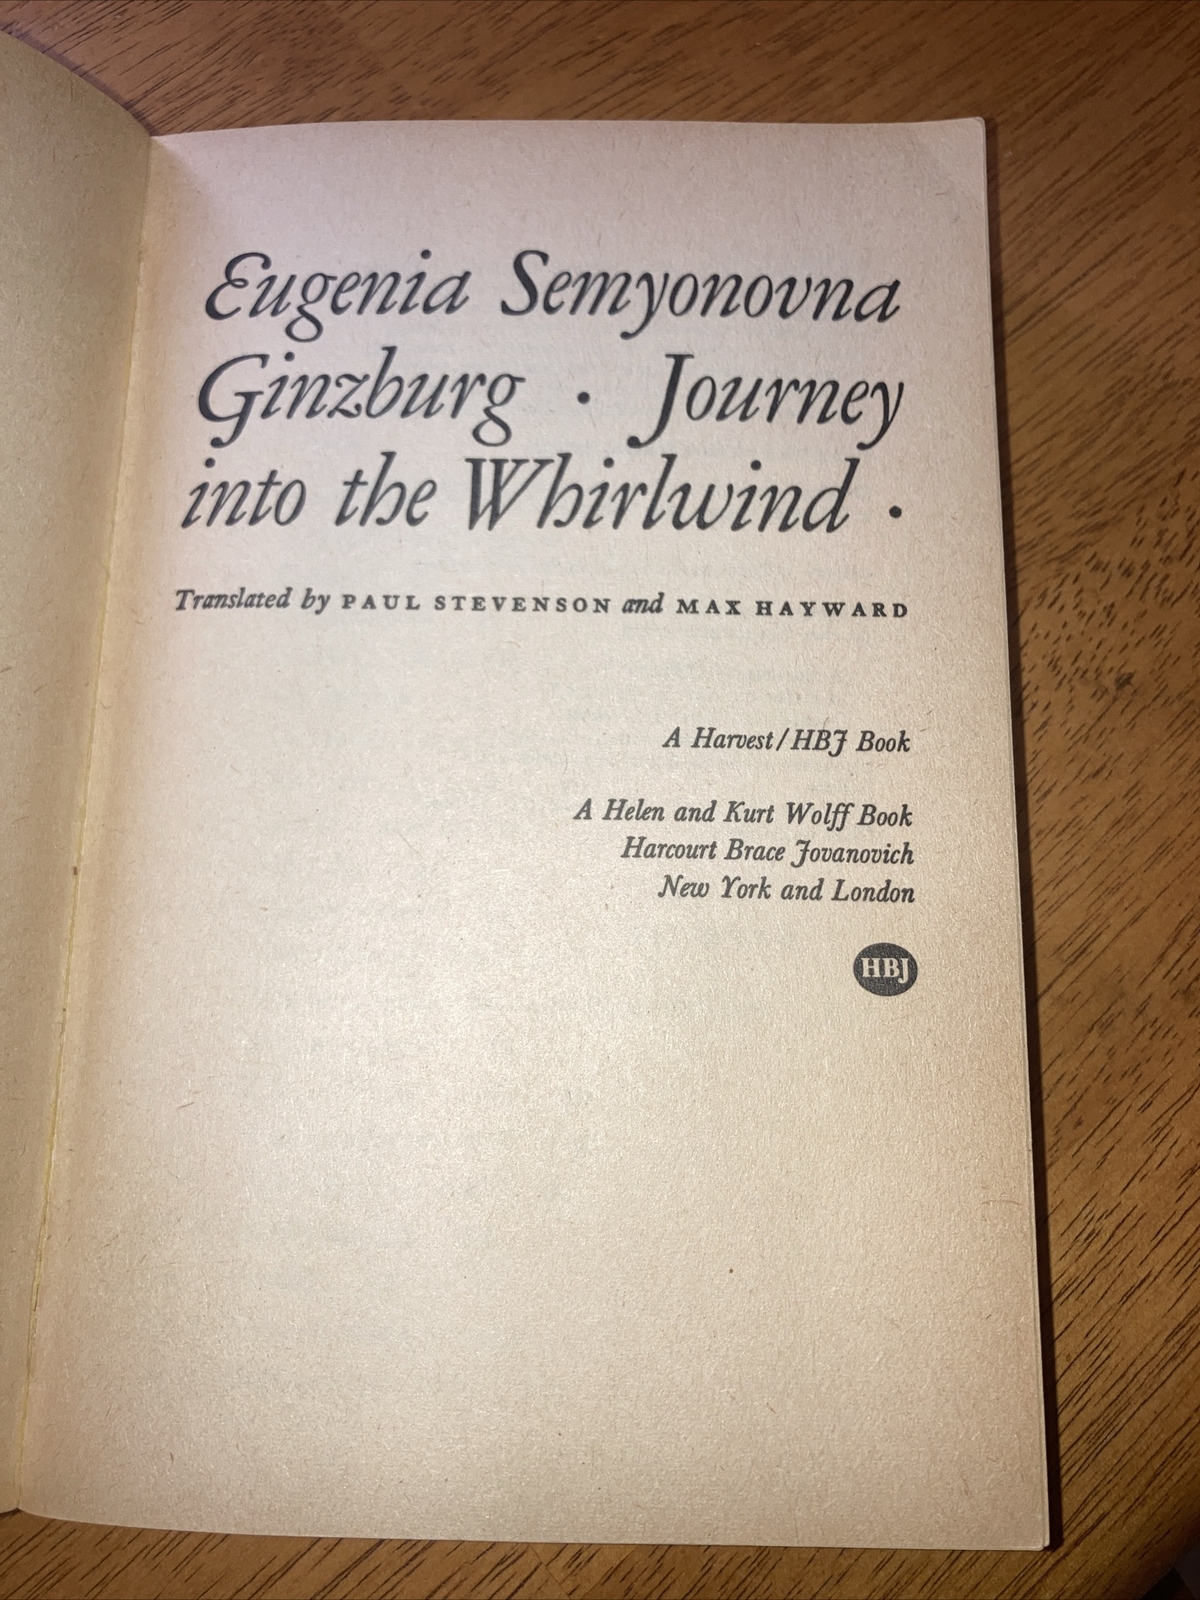 Eugenia Semyonovna
Ginzburg · Journey
into the Whirlwind ·
Translated by PAUL STEVENSON and MAX HAYWARD
A Harvest/HBJ Book
A Helen and Kurt Wolff Book
Harcourt Brace Jovanovich
New York and London
HBJ